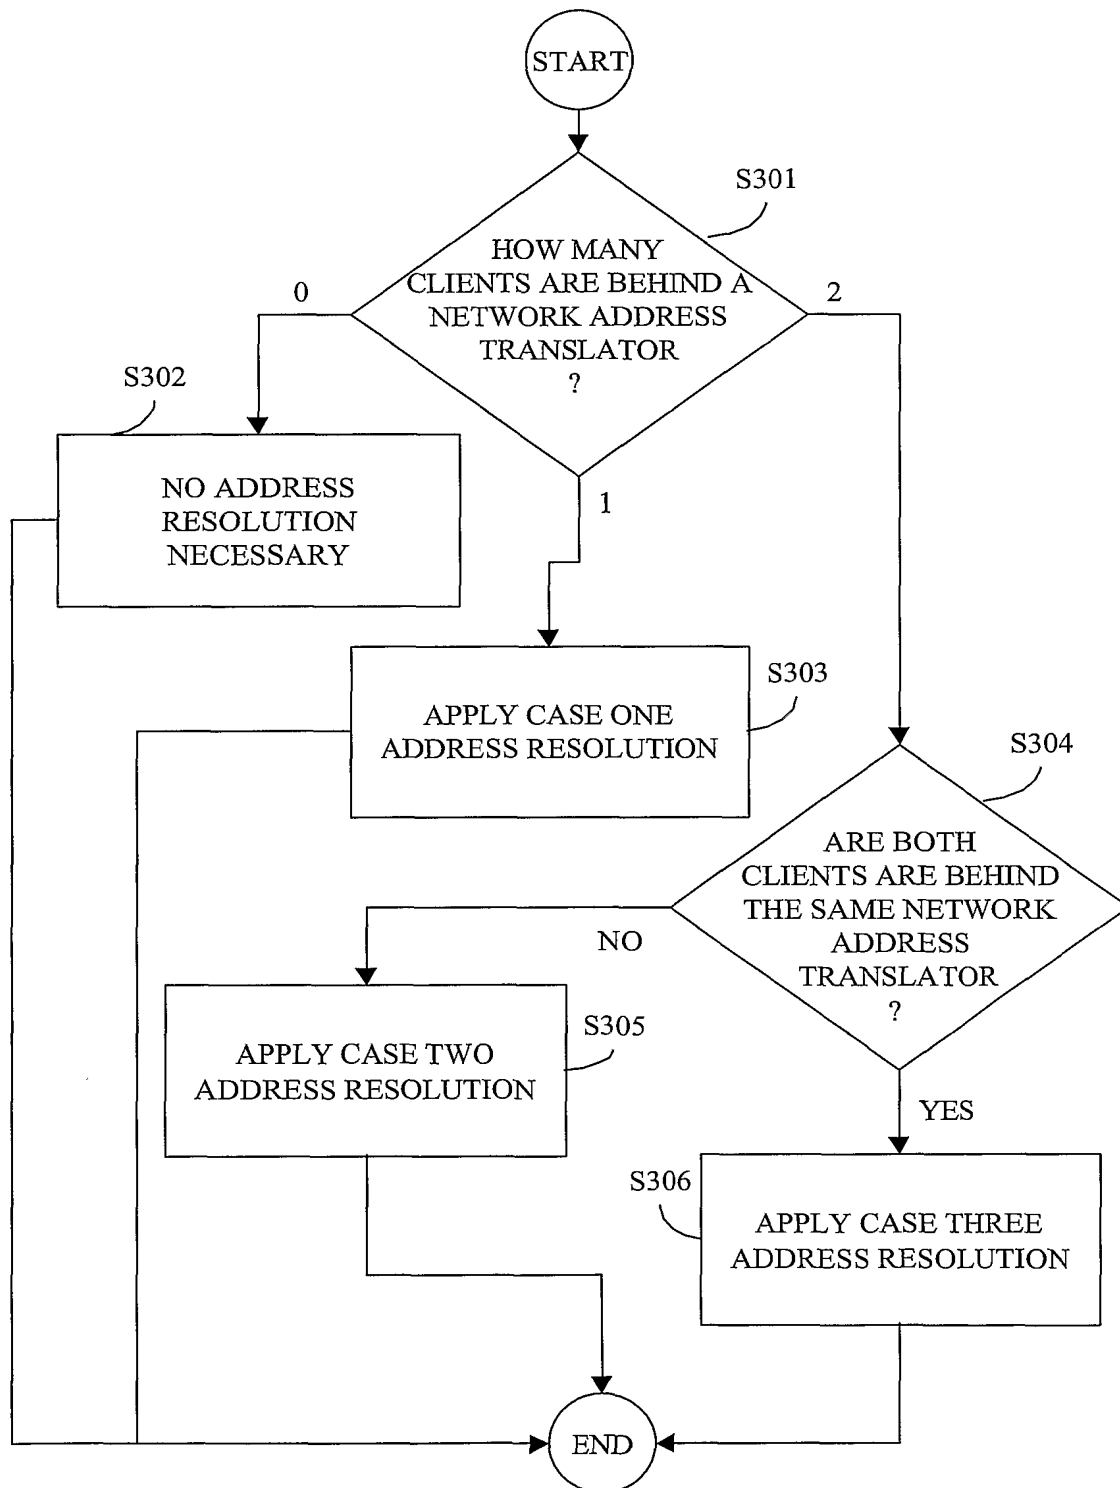 START
S301
HOW MANY
CLIENTS ARE BEHIND A
NETWORK ADDRESS
TRANSLATOR
?
0
2
1
S302
NO ADDRESS
RESOLUTION
NECESSARY
S303
APPLY CASE ONE
ADDRESS RESOLUTION
S304
ARE BOTH
CLIENTS ARE BEHIND
THE SAME NETWORK
ADDRESS
TRANSLATOR
?
NO
YES
S305
APPLY CASE TWO
ADDRESS RESOLUTION
S306
APPLY CASE THREE
ADDRESS RESOLUTION
END